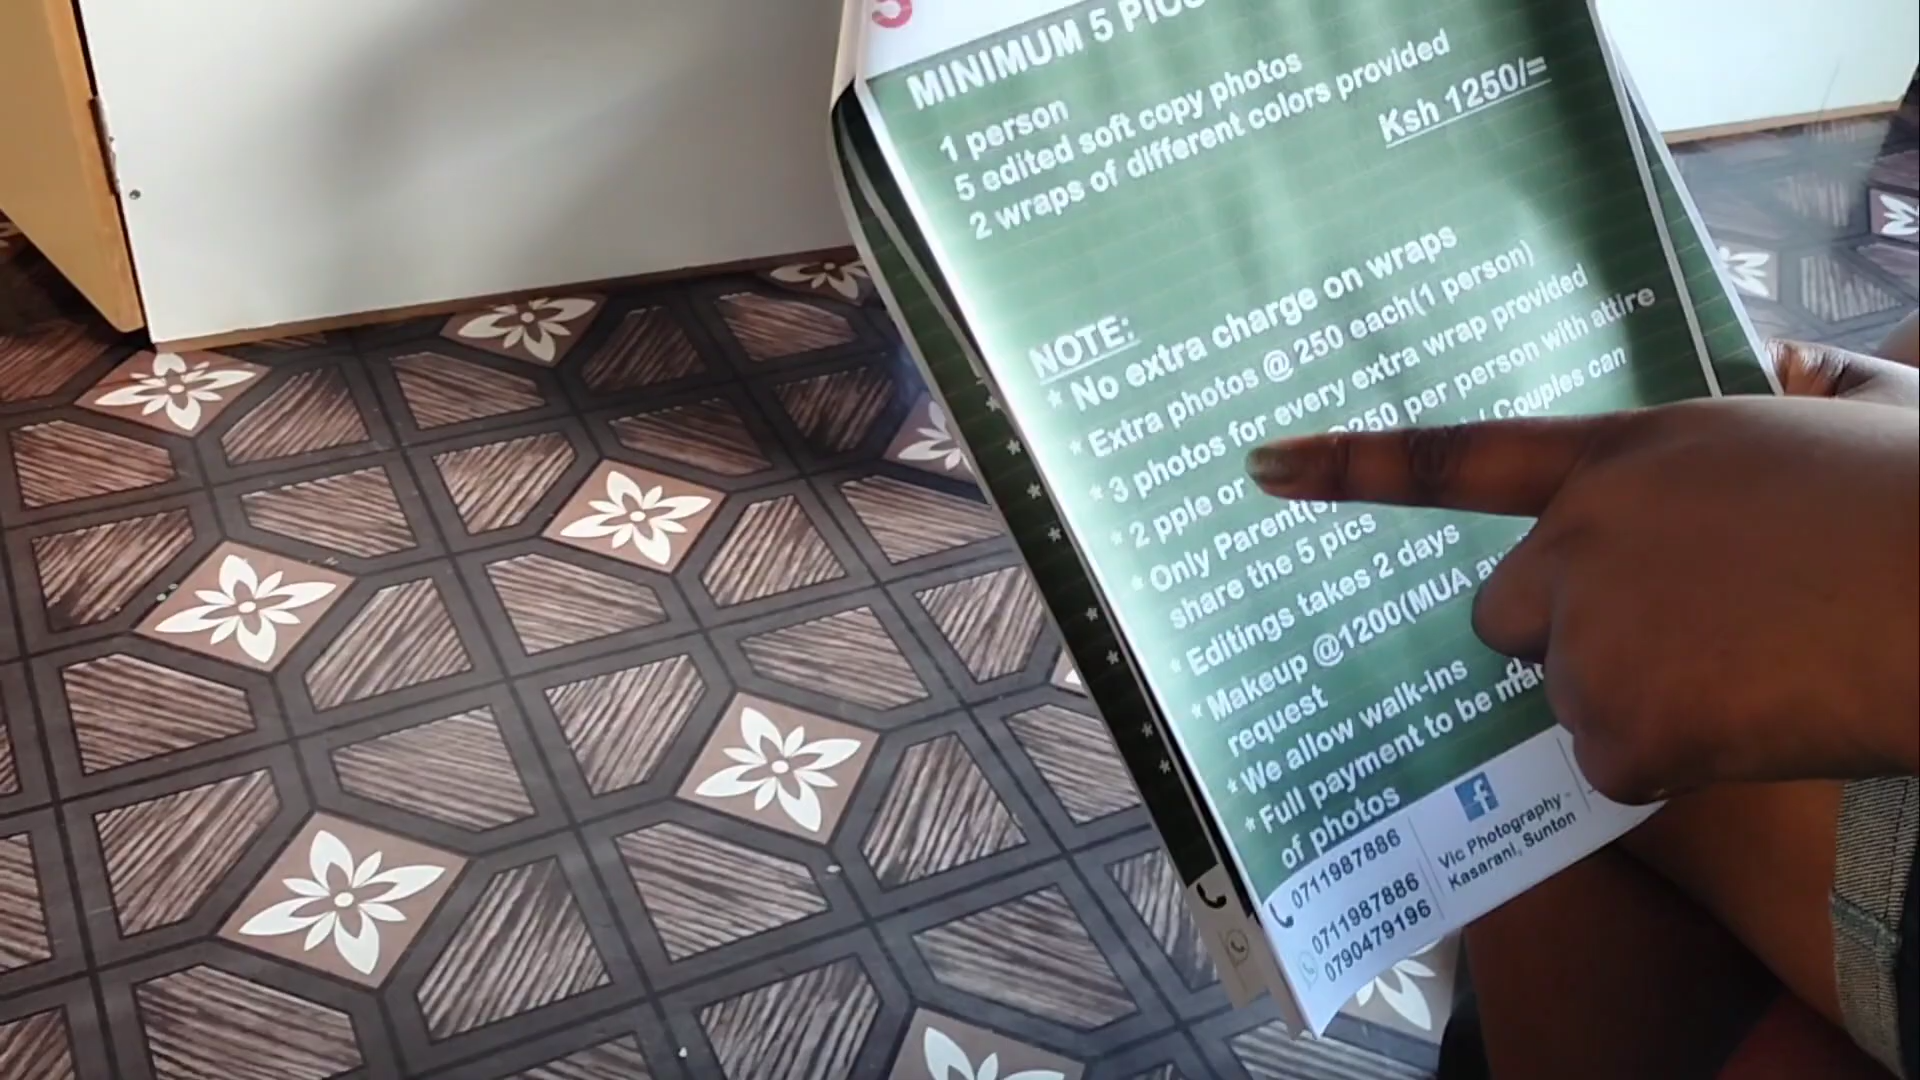 MINIMUM 5 PICS
1 person
5 edited soft copy photos
2 wraps of different colors provided
Ksh 1250/=
NOTE:
* No extra charge on wraps
* Extra photos @ 250 each(1 person)
* 3 photos for every extra wrap provided
* 2 pple or @250 per person with attire
* Only Parent(s) / Couples can
share the 5 pics
* Editings takes 2 days
* Makeup @1200(MUA
request
* We allow walk-ins
* Full payment to be
of photos
0711987886
0711987886
0790479196
Vic Photography -
Kasarani, Sunton